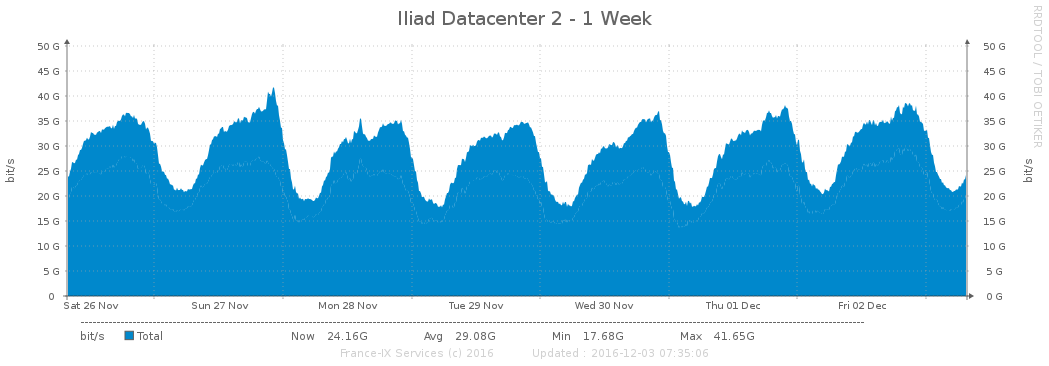 Iliad Datacenter 2 - 1 Week
RRDTOOL / TOBI OETIKER
50 G 50 G
45 G 45 G
40 G 40 G
35 G 35 G
30 G 30 G
25 G 25 G
20 G 20 G
15 G 15 G
10 G 10 G
5 G 5 G
0 0 G
bit/s
bit/s
Sat 26 Nov Sun 27 Nov Mon 28 Nov Tue 29 Nov Wed 30 Nov Thu 01 Dec Fri 02 Dec
bit/s Total Now 24.16G Avg 29.08G Min 17.68G Max 41.65G
France-IX Services (c) 2016 Updated : 2016-12-03 07:35:06